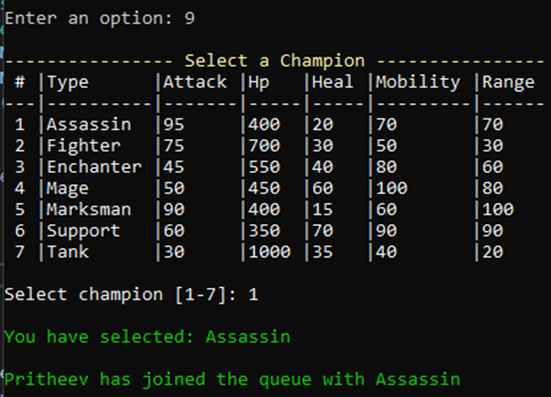 Enter an option: 9
---------------- Select a Champion ----------------
 # |Type      |Attack |Hp   |Heal |Mobility |Range
---|----------|-------|-----|-----|---------|------
 1 |Assassin  |95     |400  |20   |70       |70
 2 |Fighter   |75     |700  |30   |50       |30
 3 |Enchanter |45     |550  |40   |80       |60
 4 |Mage      |50     |450  |60   |100      |80
 5 |Marksman  |90     |400  |15   |60       |100
 6 |Support   |60     |350  |70   |90       |90
 7 |Tank      |30     |1000 |35   |40       |20
Select champion [1-7]: 1
You have selected: Assassin
Pritheev has joined the queue with Assassin